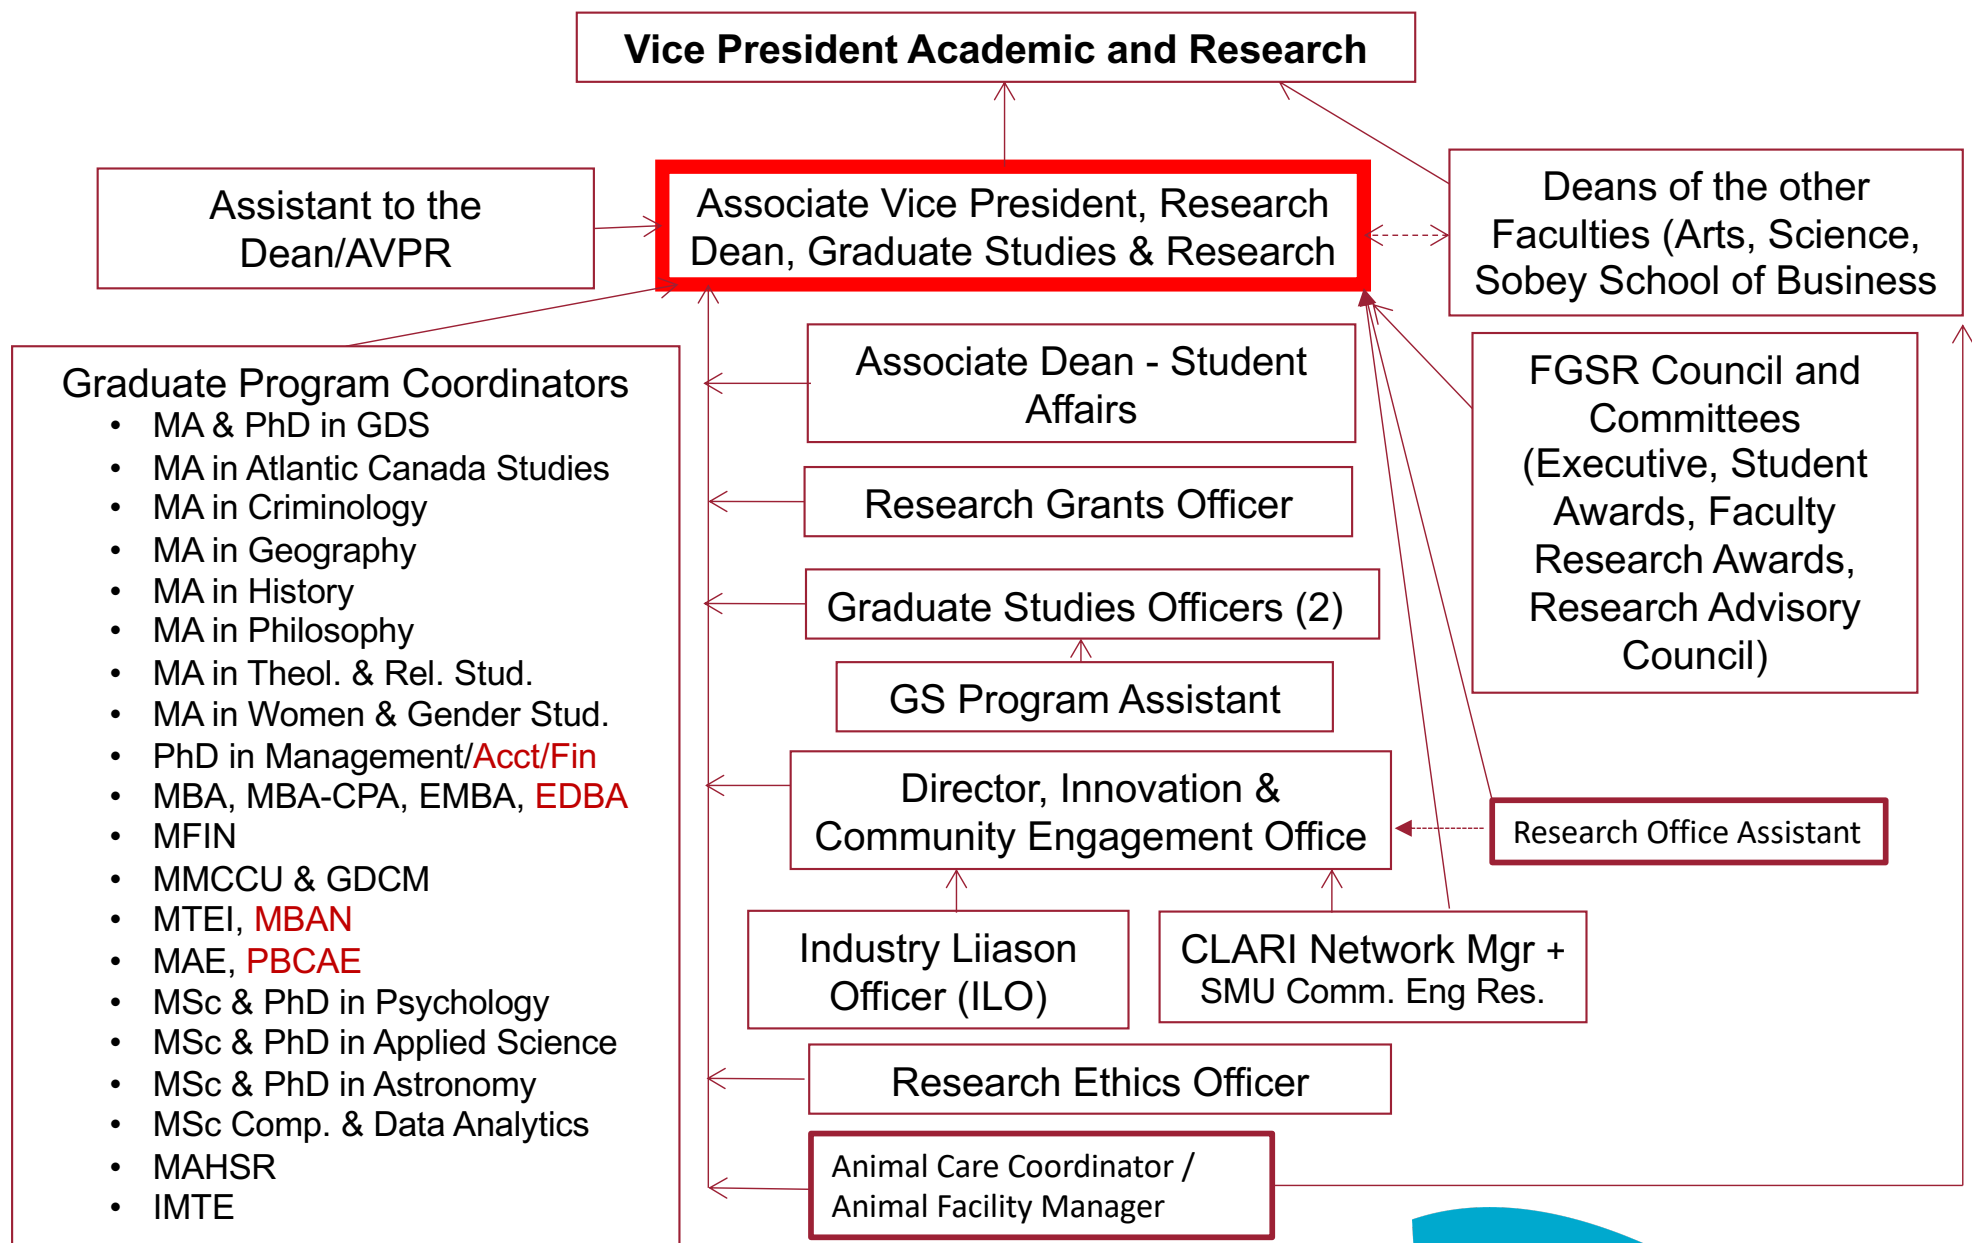 Vice President Academic and Research
Assistant to the
Dean/AVPR
Associate Vice President, Research
Dean, Graduate Studies & Research
Deans of the other
Faculties (Arts, Science,
Sobey School of Business
Graduate Program Coordinators
• MA & PhD in GDS
• MA in Atlantic Canada Studies
• MA in Criminology
• MA in Geography
• MA in History
• MA in Philosophy
• MA in Theol. & Rel. Stud.
• MA in Women & Gender Stud.
• PhD in Management/Acct/Fin
• MBA, MBA-CPA, EMBA, EDBA
• MFIN
• MMCCU & GDCM
• MTEI, MBAN
• MAE, PBCAE
• MSc & PhD in Psychology
• MSc & PhD in Applied Science
• MSc & PhD in Astronomy
• MSc Comp. & Data Analytics
• MAHSR
• IMTE
Associate Dean - Student
Affairs
Research Grants Officer
Graduate Studies Officers (2)
GS Program Assistant
Director, Innovation &
Community Engagement Office
Industry Liiason
Officer (ILO)
CLARI Network Mgr +
SMU Comm. Eng Res.
Research Ethics Officer
Animal Care Coordinator /
Animal Facility Manager
FGSR Council and
Committees
(Executive, Student
Awards, Faculty
Research Awards,
Research Advisory
Council)
Research Office Assistant